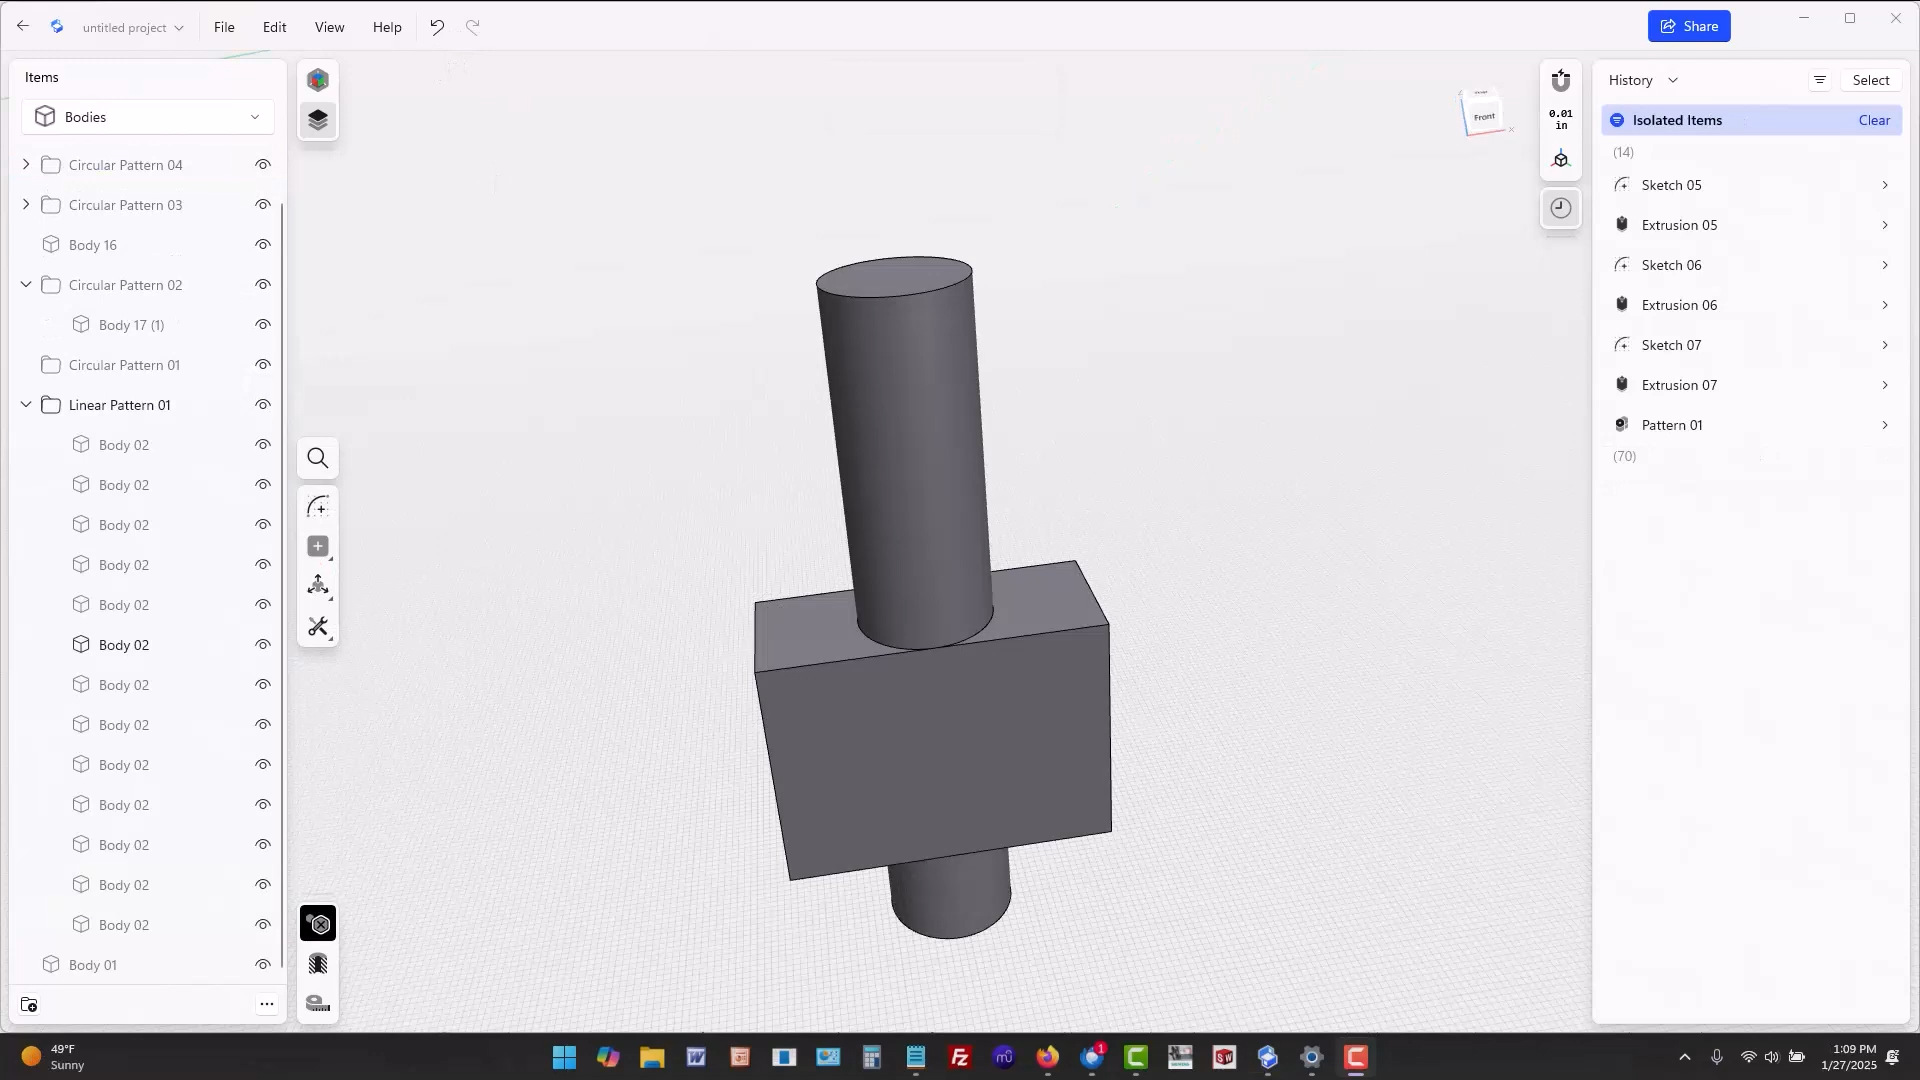 untitled project
File
Edit
View
Help
Share
Items
Bodies
Circular Pattern 04
Circular Pattern 03
Body 16
Circular Pattern 02
Body 17 (1)
Circular Pattern 01
Linear Pattern 01
Body 02
Body 02
Body 02
Body 02
Body 02
Body 02
Body 02
Body 02
Body 02
Body 02
Body 02
Body 02
Body 02
Body 01
Front
0.01
in
History
Select
Isolated Items
Clear
(14)
Sketch 05
Extrusion 05
Sketch 06
Extrusion 06
Sketch 07
Extrusion 07
Pattern 01
(70)
49°F
Sunny
1
1:09 PM
1/27/2025